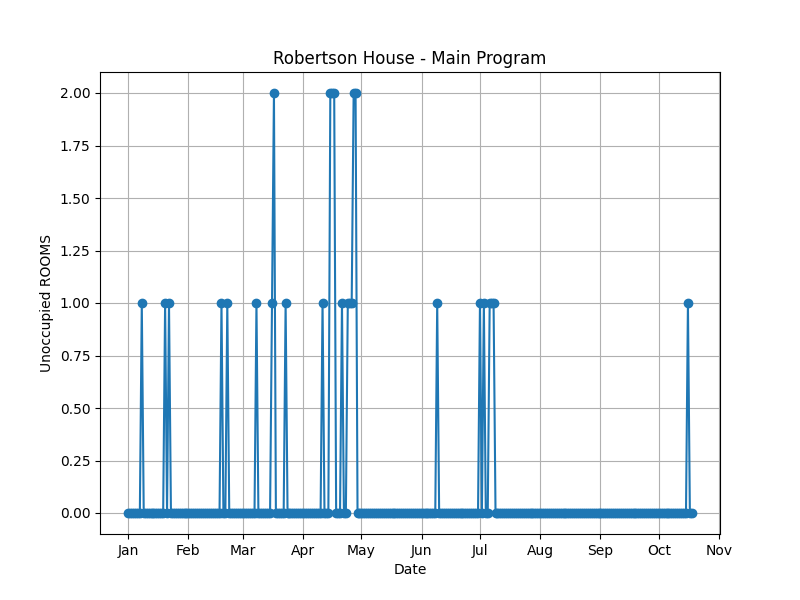 Robertson House - Main Program
2.00
1.75
1.50
1.25
1.00
0.75
0.50
0.25
0.00
Unoccupied ROOMS
Jan Feb Mar Apr May Jun Jul Aug Sep Oct Nov
Date